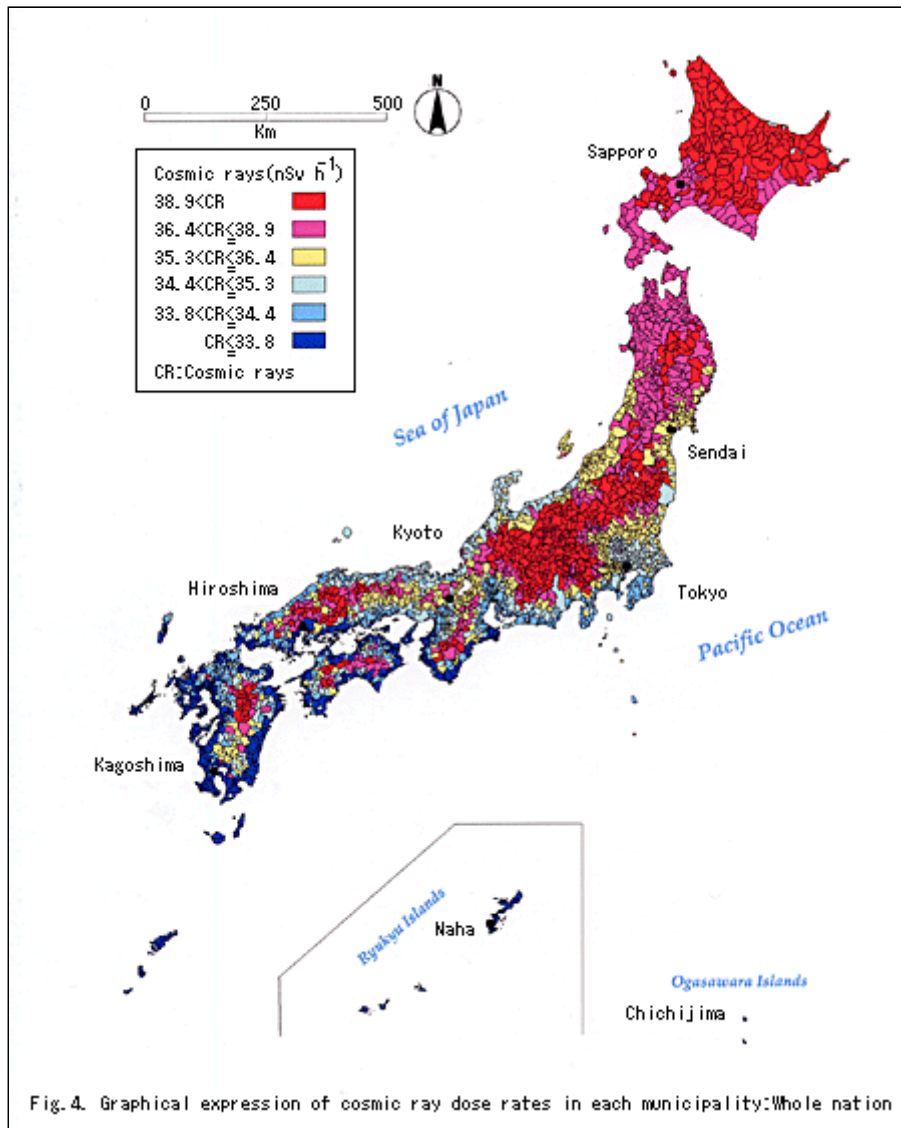 N
0 250 500
Km
Cosmic rays(nSv h⁻¹)
38.9<CR
36.4<CR≦38.9
35.3<CR≦36.4
34.4<CR≦35.3
33.8<CR≦34.4
CR≦33.8
CR:Cosmic rays
Sapporo
Sea of Japan
Sendai
Kyoto
Hiroshima
Tokyo
Pacific Ocean
Kagoshima
Ryukyu Islands
Naha
Ogasawara Islands
Chichijima
Fig.4. Graphical expression of cosmic ray dose rates in each municipality:Whole nation